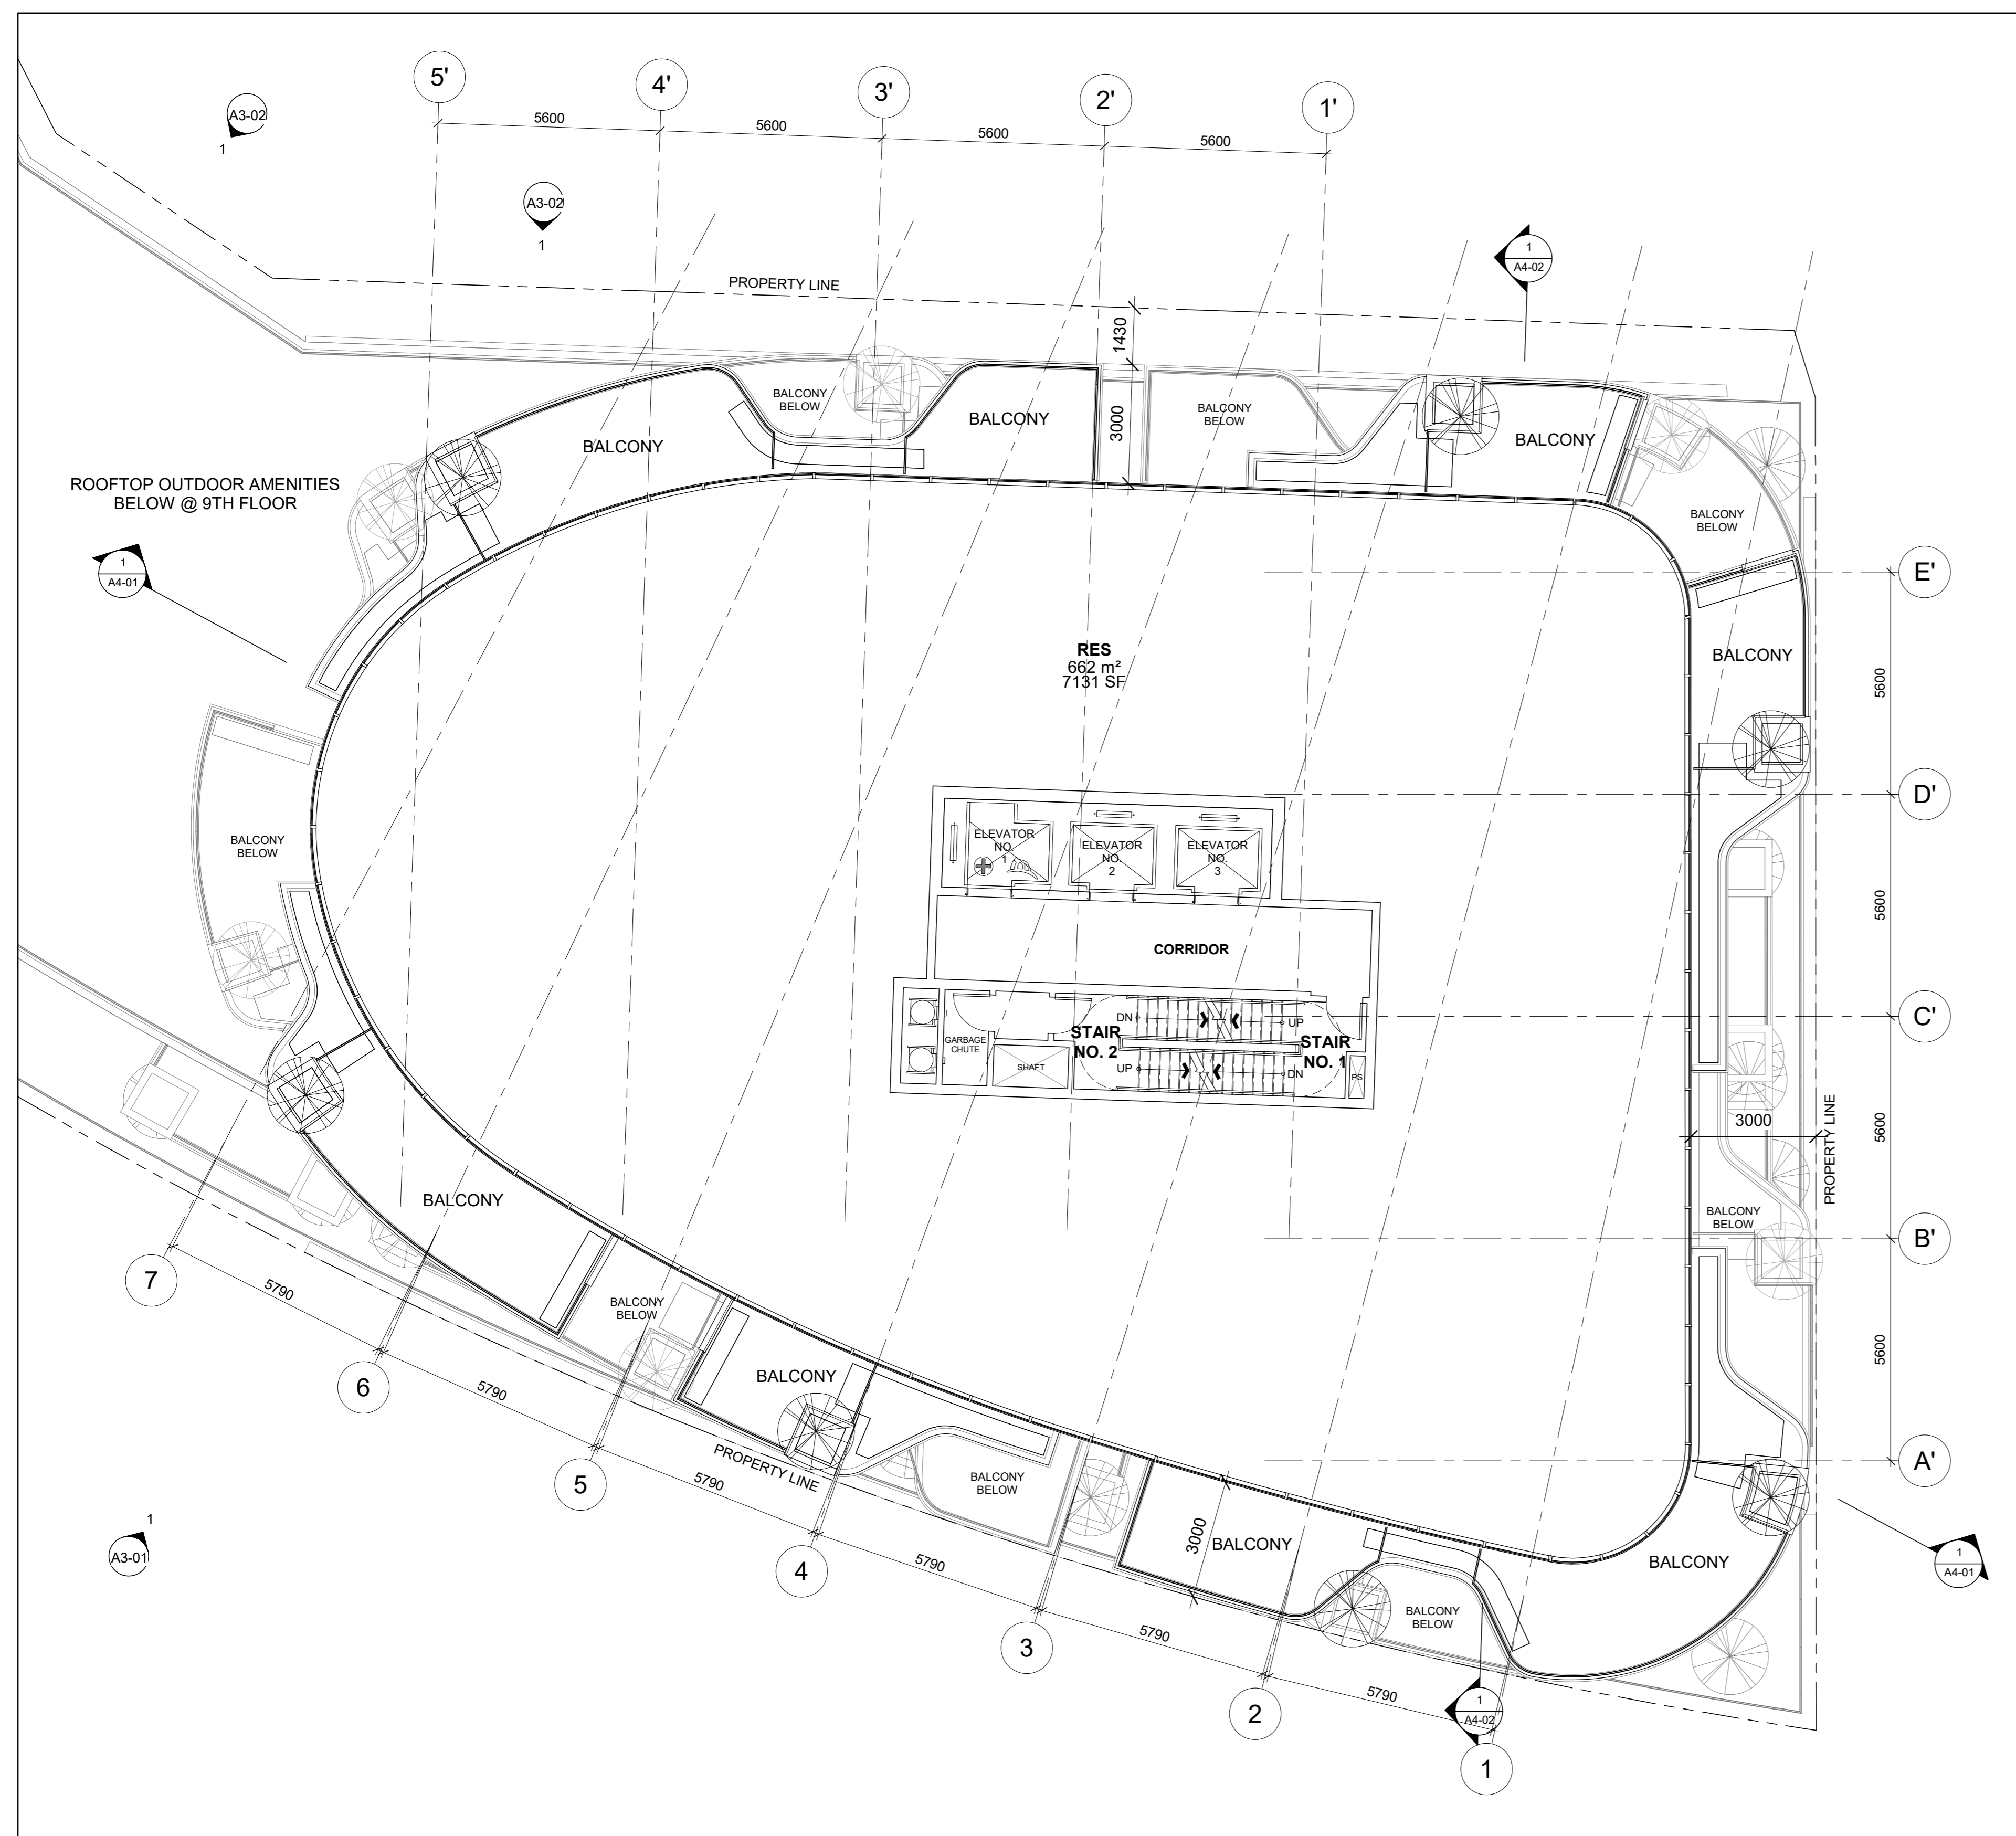 5'
4'
3'
2'
1'
5600
5600
5600
5600
A3-02
1
A3-02
1
1
A4-02
PROPERTY LINE
1430
3000
BALCONY
BELOW
BALCONY
BALCONY
BELOW
BALCONY
BALCONY
ROOFTOP OUTDOOR AMENITIES
BELOW @ 9TH FLOOR
BALCONY
BELOW
1
A4-01
E'
RES
662 m²
7131 SF
BALCONY
5600
D'
BALCONY
BELOW
ELEVATOR
NO.
1
ELEVATOR
NO.
2
ELEVATOR
NO.
3
5600
CORRIDOR
C'
DN
UP
STAIR
NO. 2
STAIR
NO. 1
GARBAGE
CHUTE
SHAFT
UP
DN
PS
3000
PROPERTY LINE
5600
BALCONY
BALCONY
BELOW
B'
7
5790
BALCONY
BELOW
5600
6
5790
BALCONY
5
5790
PROPERTY LINE
BALCONY
BELOW
A'
1
A3-01
4
5790
3000
BALCONY
BALCONY
1
A4-01
BALCONY
BELOW
3
5790
2
5790
1
A4-02
1